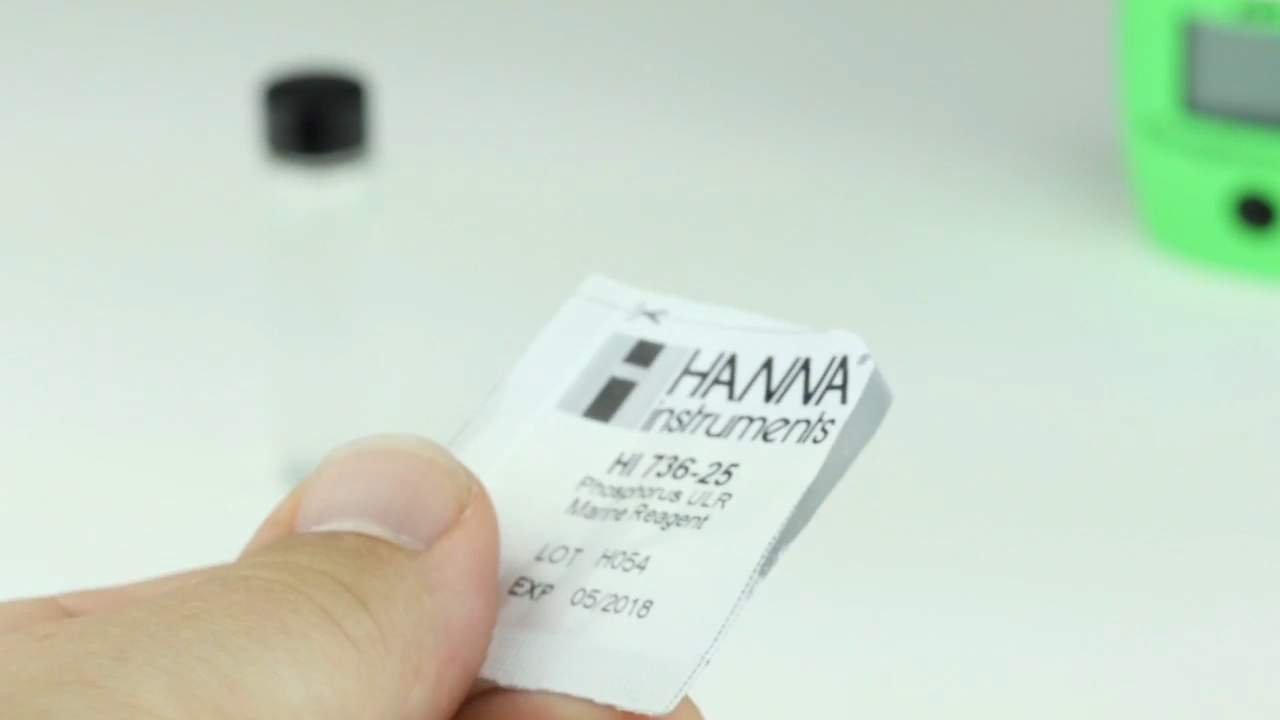 HANNA
instruments
HI 736-25
Phosphorus ULR
Marine Reagent
LOT H054
EXP 05/2018